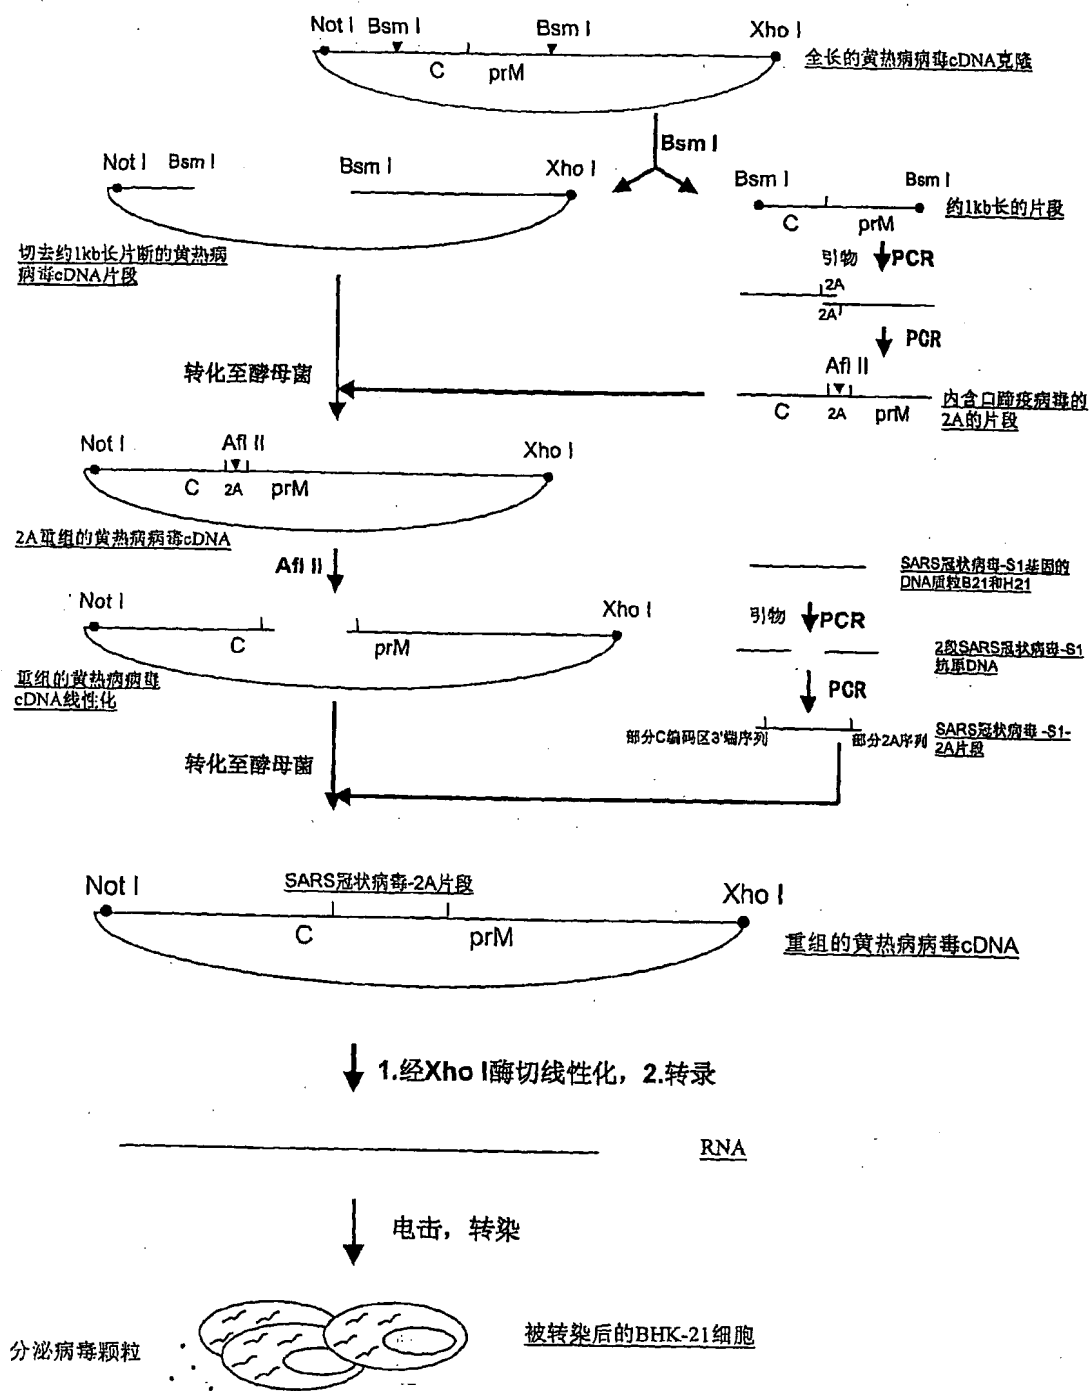 Not I Bsm I Bsm I Xho I
C prM
全长的黄热病病毒cDNA克隆
Bsm I
Not I Bsm I Bsm I Xho I
切去约1kb长片断的黄热病
病毒cDNA片段
Bsm I Bsm I
C prM
约1kb长的片段
引物 PCR
2A
2A
PCR
Afl II
C 2A prM
内含口蹄疫病毒的
2A的片段
转化至酵母菌
Not I Afl II Xho I
C 2A prM
2A重组的黄热病病毒cDNA
Afl II
Not I Xho I
C prM
重组的黄热病病毒
cDNA线性化
SARS冠状病毒-S1基因的
DNA质粒B21和H21
引物 PCR
2段SARS冠状病毒-S1
抗原DNA
PCR
部分C编码区3'端序列 部分2A序列
SARS冠状病毒 -S1-
2A片段
转化至酵母菌
Not I SARS冠状病毒-2A片段 Xho I
C prM
重组的黄热病病毒cDNA
1.经Xho I酶切线性化，2.转录
RNA
电击，转染
分泌病毒颗粒
被转染后的BHK-21细胞